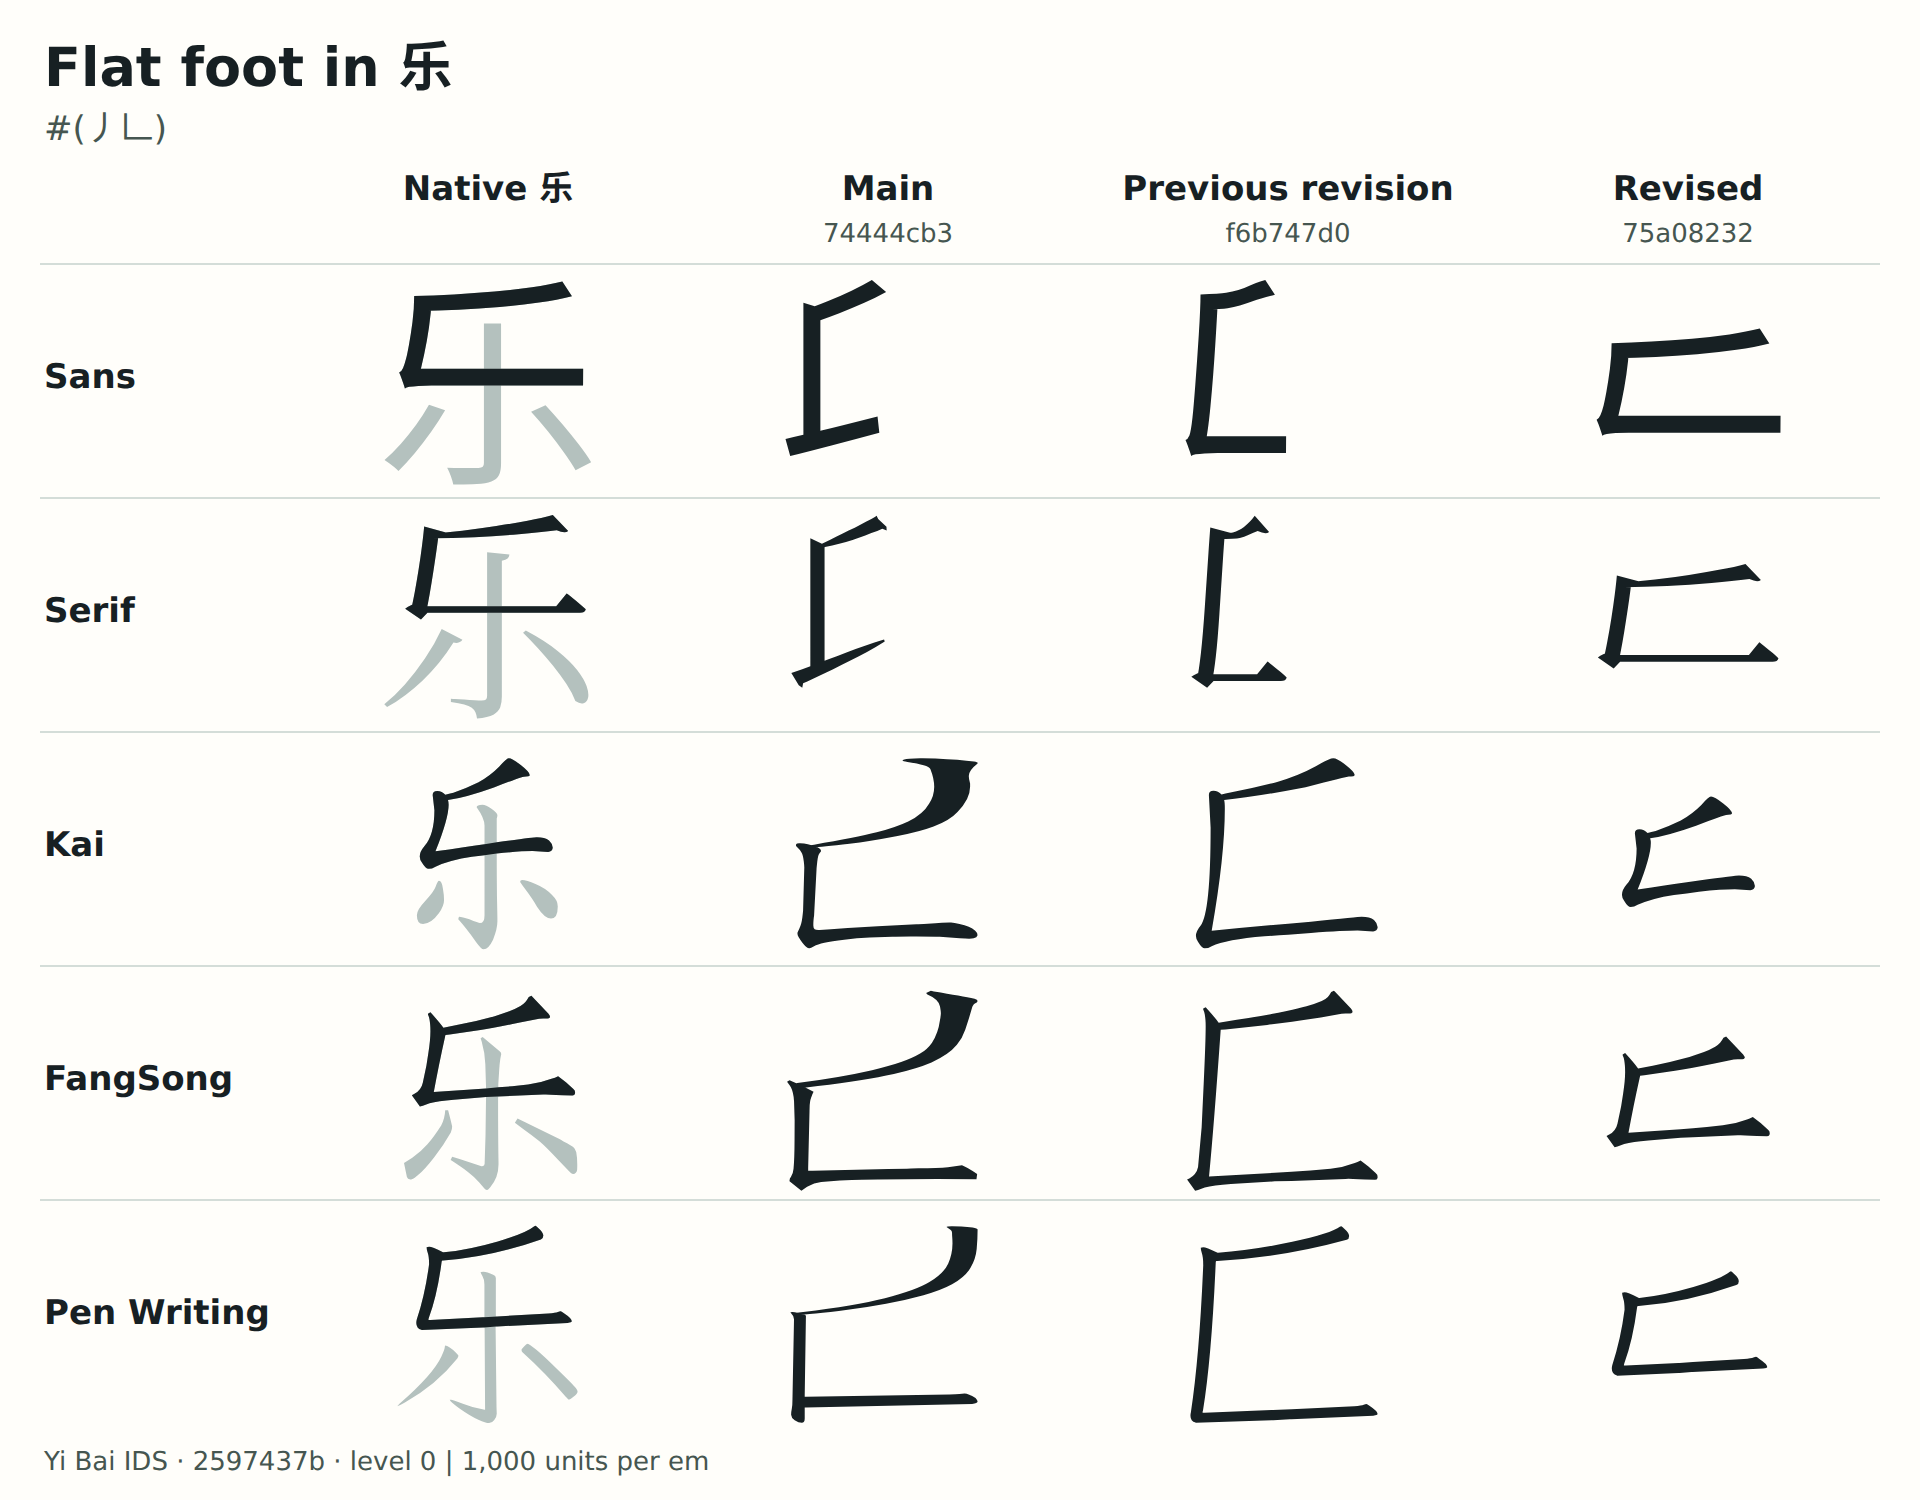 Flat foot in 乐
#(丿乚)
Native 乐 Main Previous revision Revised
74444cb3 f6b747d0 75a08232
Sans
Serif
Kai
FangSong
Pen Writing
Yi Bai IDS · 2597437b · level 0 | 1,000 units per em